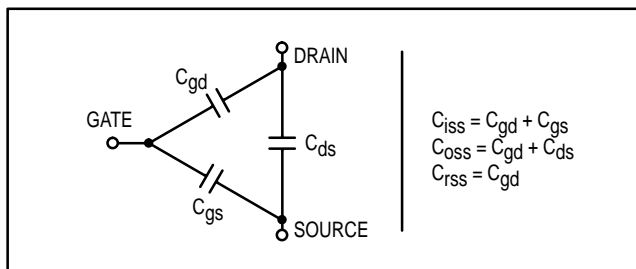 DRAIN
Cgd
GATE
Cds
Cgs
SOURCE
Ciss = Cgd + Cgs
Coss = Cgd + Cds
Crss = Cgd